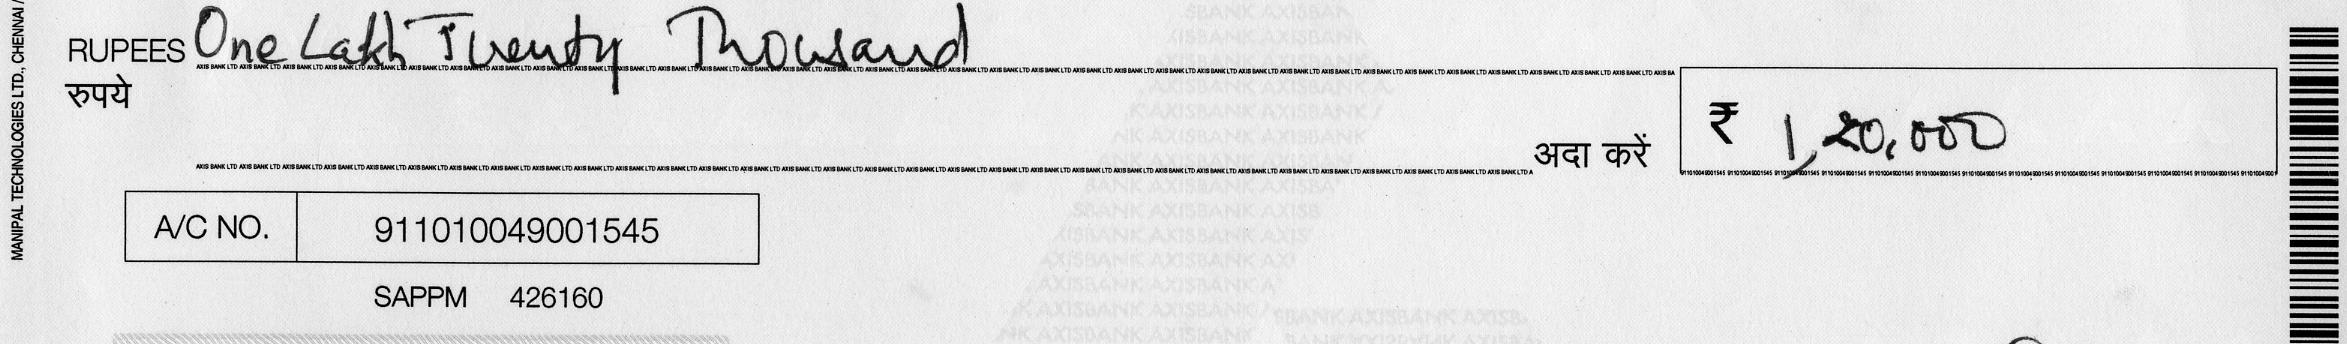 MANIPAL TECHNOLOGIES LTD., CHENNAI /
RUPEES One Lakh Twenty Thousand
रुपये
अदा करें ₹ 1,20,000
A/C NO. 911010049001545
SAPPM 426160